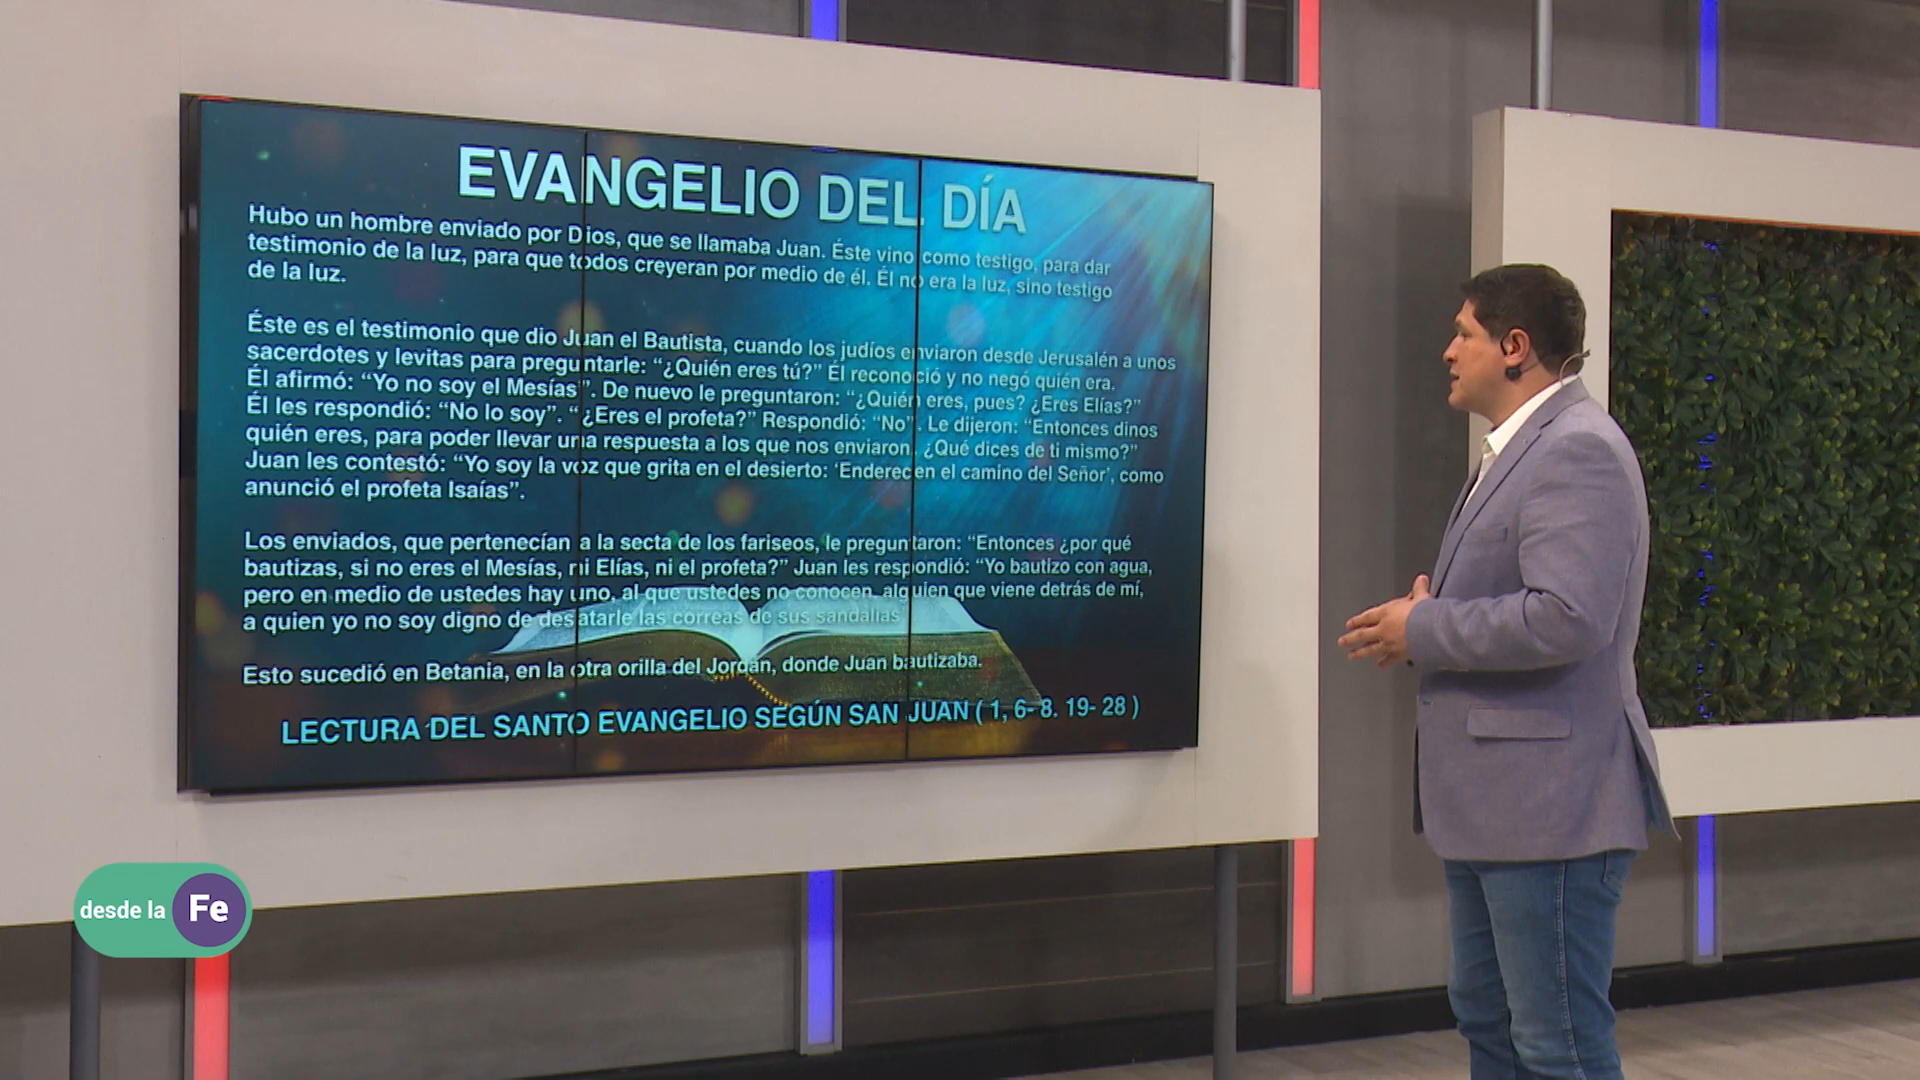 EVANGELIO DEL DÍA
Hubo un hombre enviado por Dios, que se llamaba Juan. Éste vino como testigo, para dar
testimonio de la luz, para que todos creyeran por medio de él. Él no era la luz, sino testigo
de la luz.
Éste es el testimonio que dio Juan el Bautista, cuando los judíos enviaron desde Jerusalén a unos
sacerdotes y levitas para preguntarle: “¿Quién eres tú?” Él reconoció y no negó quién era.
Él afirmó: “Yo no soy el Mesías”. De nuevo le preguntaron: “¿Quién eres, pues? ¿Eres Elías?”
Él les respondió: “No lo soy”. “¿Eres el profeta?” Respondió: “No”. Le dijeron: “Entonces dinos
quién eres, para poder llevar una respuesta a los que nos enviaron. ¿Qué dices de ti mismo?”
Juan les contestó: “Yo soy la voz que grita en el desierto: ‘Enderecen el camino del Señor’, como
anunció el profeta Isaías”.
Los enviados, que pertenecían a la secta de los fariseos, le preguntaron: “Entonces ¿por qué
bautizas, si no eres el Mesías, ni Elías, ni el profeta?” Juan les respondió: “Yo bautizo con agua,
pero en medio de ustedes hay uno, al que ustedes no conocen, alguien que viene detrás de mí,
a quien yo no soy digno de desatarle las correas de sus sandalias
Esto sucedió en Betania, en la otra orilla del Jordán, donde Juan bautizaba.
LECTURA DEL SANTO EVANGELIO SEGÚN SAN JUAN ( 1, 6- 8. 19- 28 )
desde la Fe